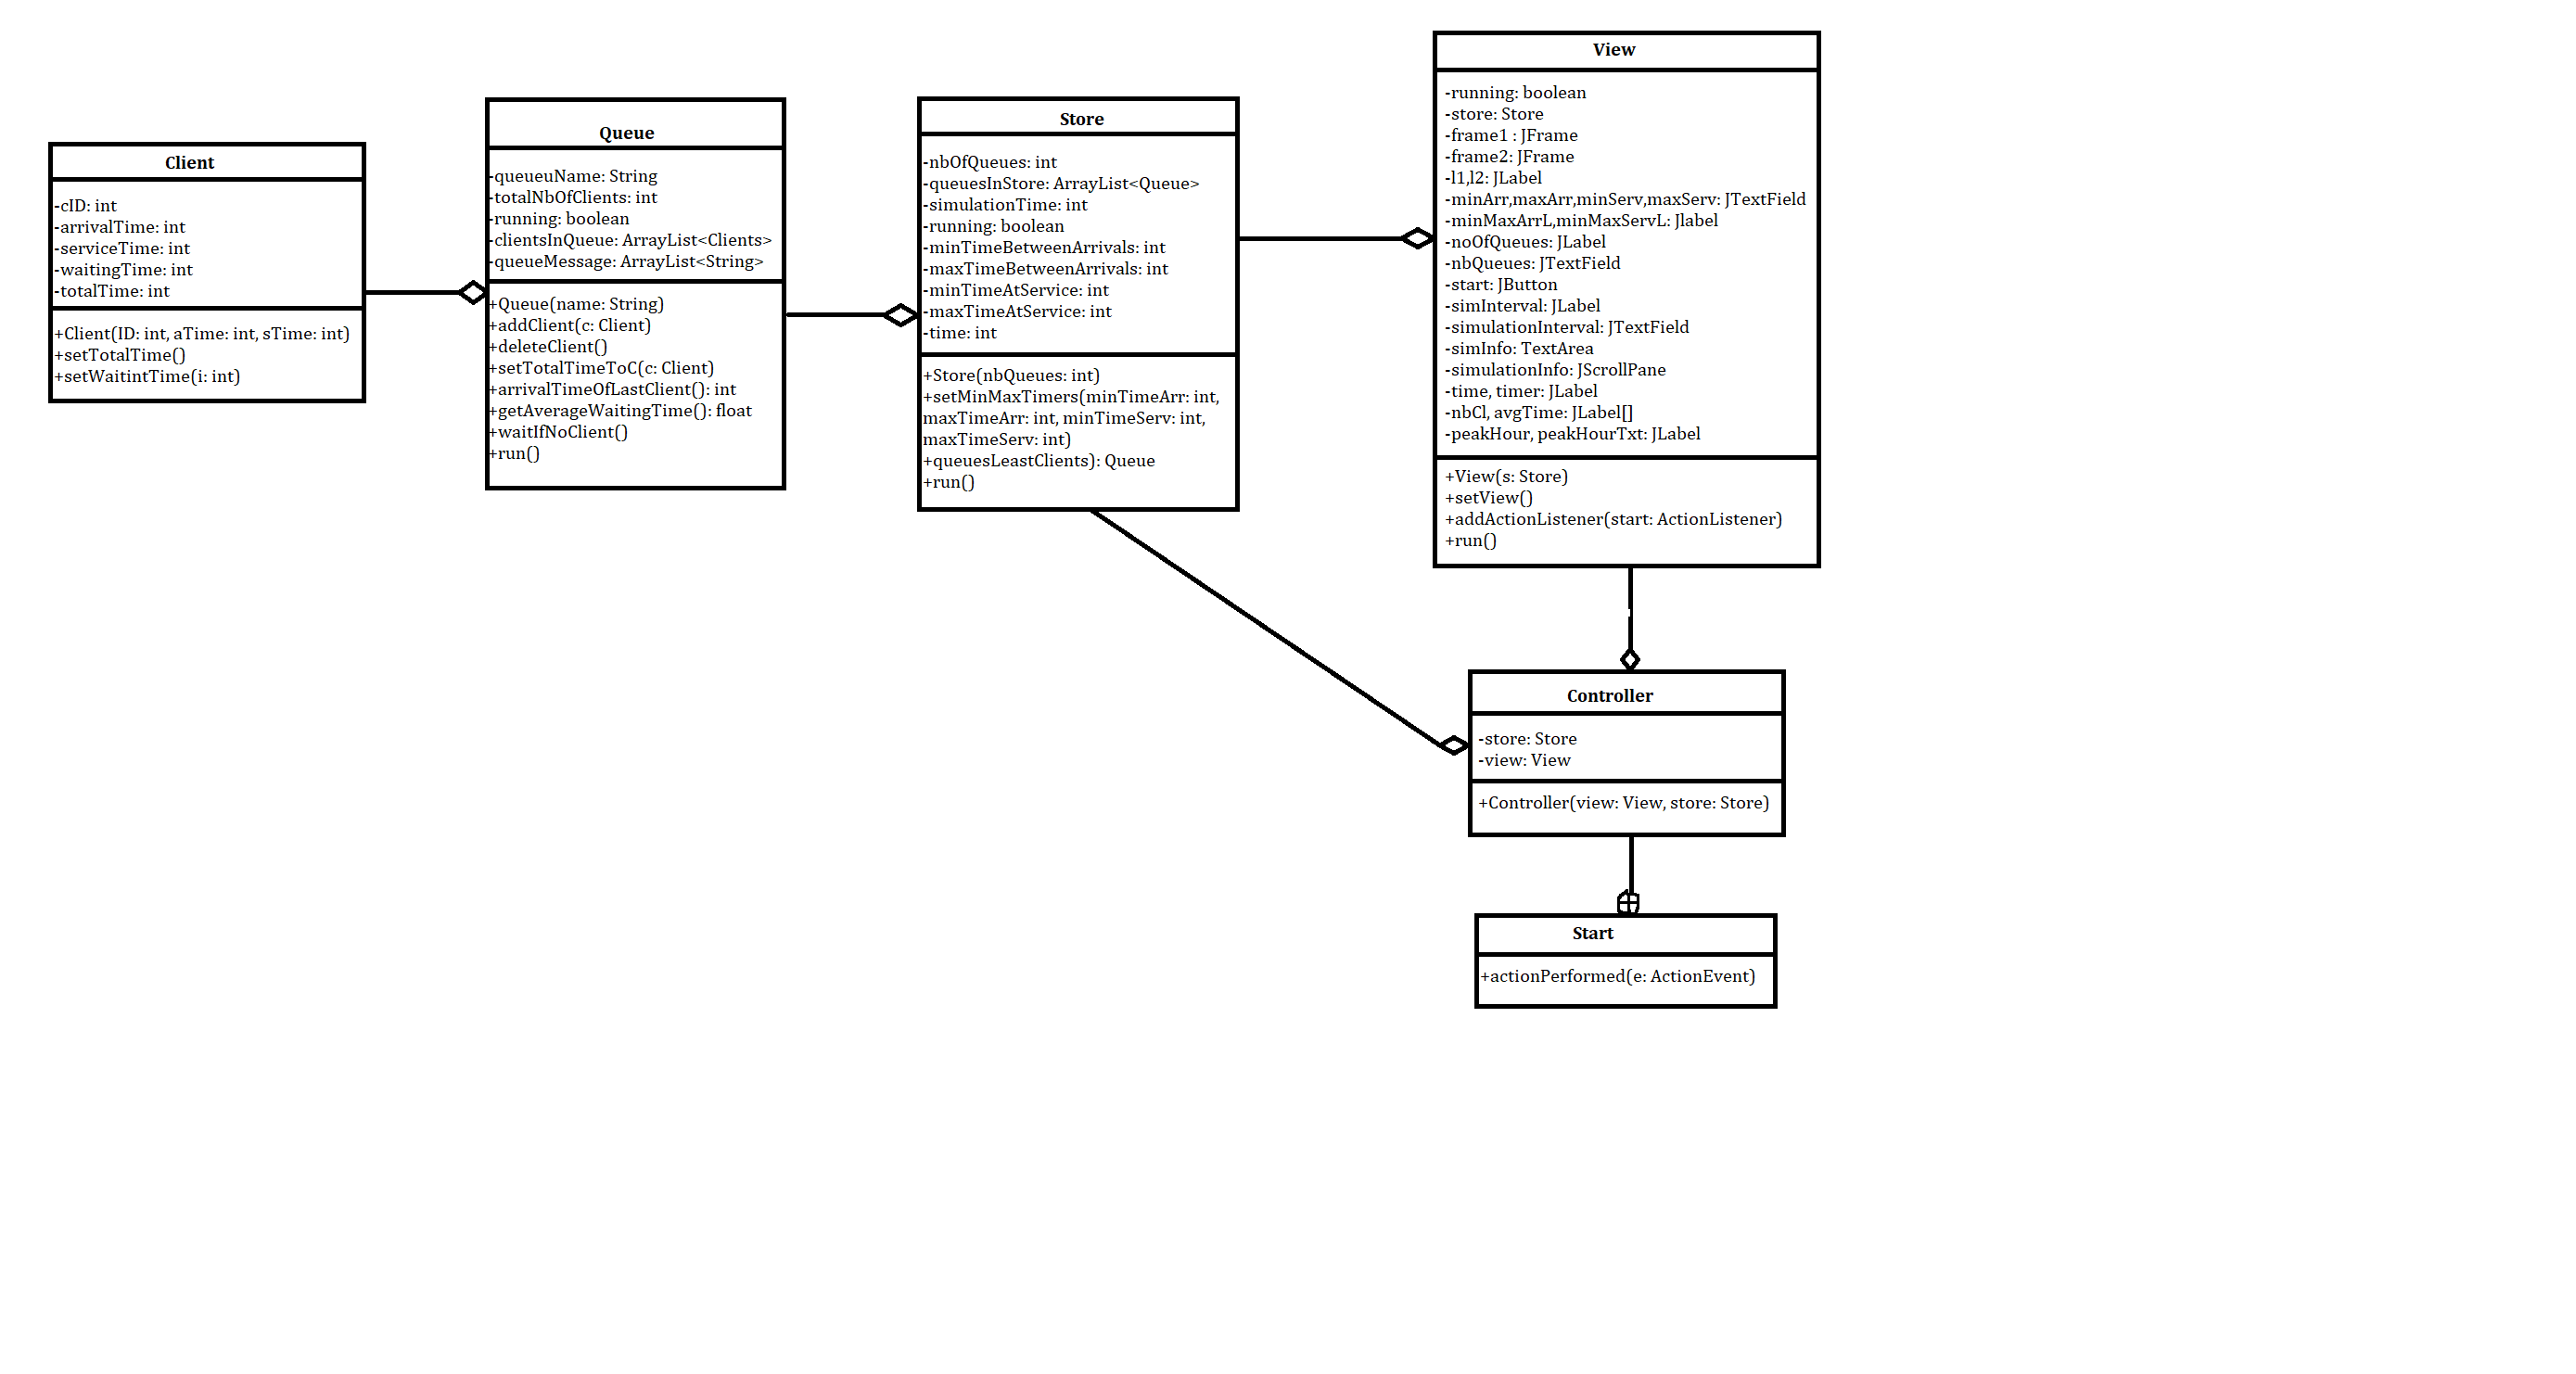 Client
-cID: int
-arrivalTime: int
-serviceTime: int
-waitingTime: int
-totalTime: int
+Client(ID: int, aTime: int, sTime: int)
+setTotalTime()
+setWaitintTime(i: int)
Queue
-queueuName: String
-totalNbOfClients: int
-running: boolean
-clientsInQueue: ArrayList<Clients>
-queueMessage: ArrayList<String>
+Queue(name: String)
+addClient(c: Client)
+deleteClient()
+setTotalTimeToC(c: Client)
+arrivalTimeOfLastClient(): int
+getAverageWaitingTime(): float
+waitIfNoClient()
+run()
Store
-nbOfQueues: int
-queuesInStore: ArrayList<Queue>
-simulationTime: int
-running: boolean
-minTimeBetweenArrivals: int
-maxTimeBetweenArrivals: int
-minTimeAtService: int
-maxTimeAtService: int
-time: int
+Store(nbQueues: int)
+setMinMaxTimers(minTimeArr: int,
maxTimeArr: int, minTimeServ: int,
maxTimeServ: int)
+queuesLeastClients): Queue
+run()
View
-running: boolean
-store: Store
-frame1 : JFrame
-frame2: JFrame
-l1,l2: JLabel
-minArr,maxArr,minServ,maxServ: JTextField
-minMaxArrL,minMaxServL: Jlabel
-noOfQueues: JLabel
-nbQueues: JTextField
-start: JButton
-simInterval: JLabel
-simulationInterval: JTextField
-simInfo: TextArea
-simulationInfo: JScrollPane
-time, timer: JLabel
-nbCl, avgTime: JLabel[]
-peakHour, peakHourTxt: JLabel
+View(s: Store)
+setView()
+addActionListener(start: ActionListener)
+run()
Controller
-store: Store
-view: View
+Controller(view: View, store: Store)
Start
+actionPerformed(e: ActionEvent)